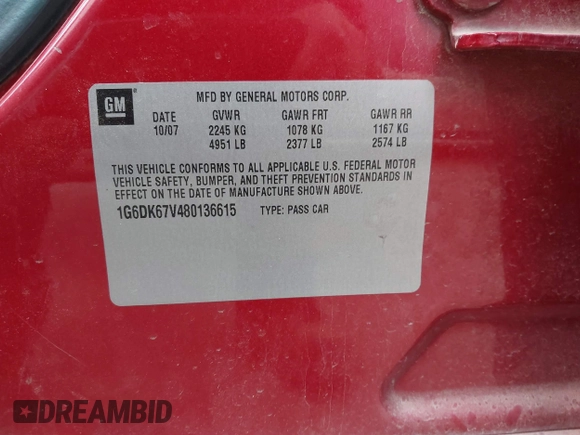 GM ®
MFD BY GENERAL MOTORS CORP.
DATE GVWR GAWR FRT GAWR RR
10/07 2245 KG 1078 KG 1167 KG
4951 LB 2377 LB 2574 LB
THIS VEHICLE CONFORMS TO ALL APPLICABLE U.S. FEDERAL MOTOR
VEHICLE SAFETY, BUMPER, AND THEFT PREVENTION STANDARDS IN
EFFECT ON THE DATE OF MANUFACTURE SHOWN ABOVE.
1G6DK67V480136615 TYPE: PASS CAR
DREAMBID